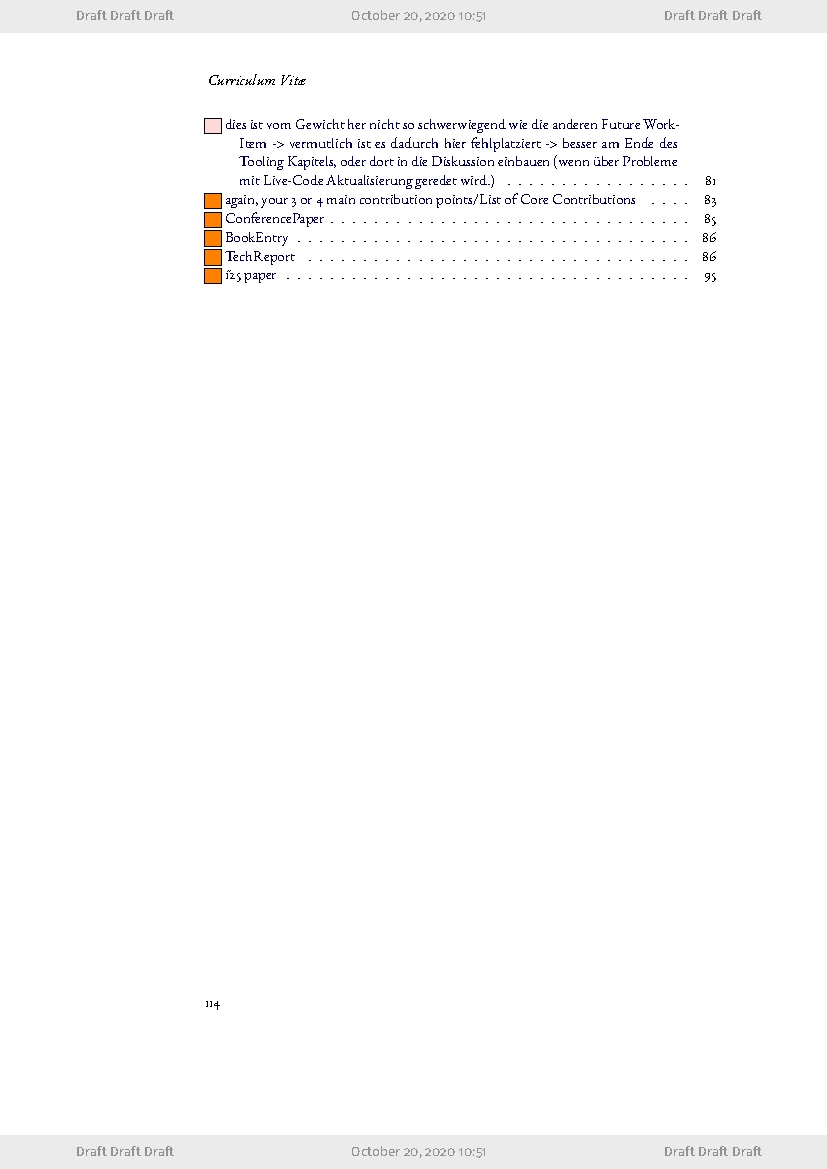 Draft Draft Draft October 20, 2020 10:51 Draft Draft Draft
Curriculum Vitæ
dies ist vom Gewicht her nicht so schwerwiegend wie die anderen Future Work-
Item -> vermutlich ist es dadurch hier fehlplatziert -> besser am Ende des
Tooling Kapitels, oder dort in die Diskussion einbauen (wenn über Probleme
mit Live-Code Aktualisierung geredet wird.) . . . . . . . . . . . . . . . . . 81
again, your 3 or 4 main contribution points/List of Core Contributions . . . . 83
ConferencePaper . . . . . . . . . . . . . . . . . . . . . . . . . . . . . . . . . 85
BookEntry . . . . . . . . . . . . . . . . . . . . . . . . . . . . . . . . . . . . 86
TechReport . . . . . . . . . . . . . . . . . . . . . . . . . . . . . . . . . . . 86
f25 paper . . . . . . . . . . . . . . . . . . . . . . . . . . . . . . . . . . . . . 95
114
Draft Draft Draft October 20, 2020 10:51 Draft Draft Draft